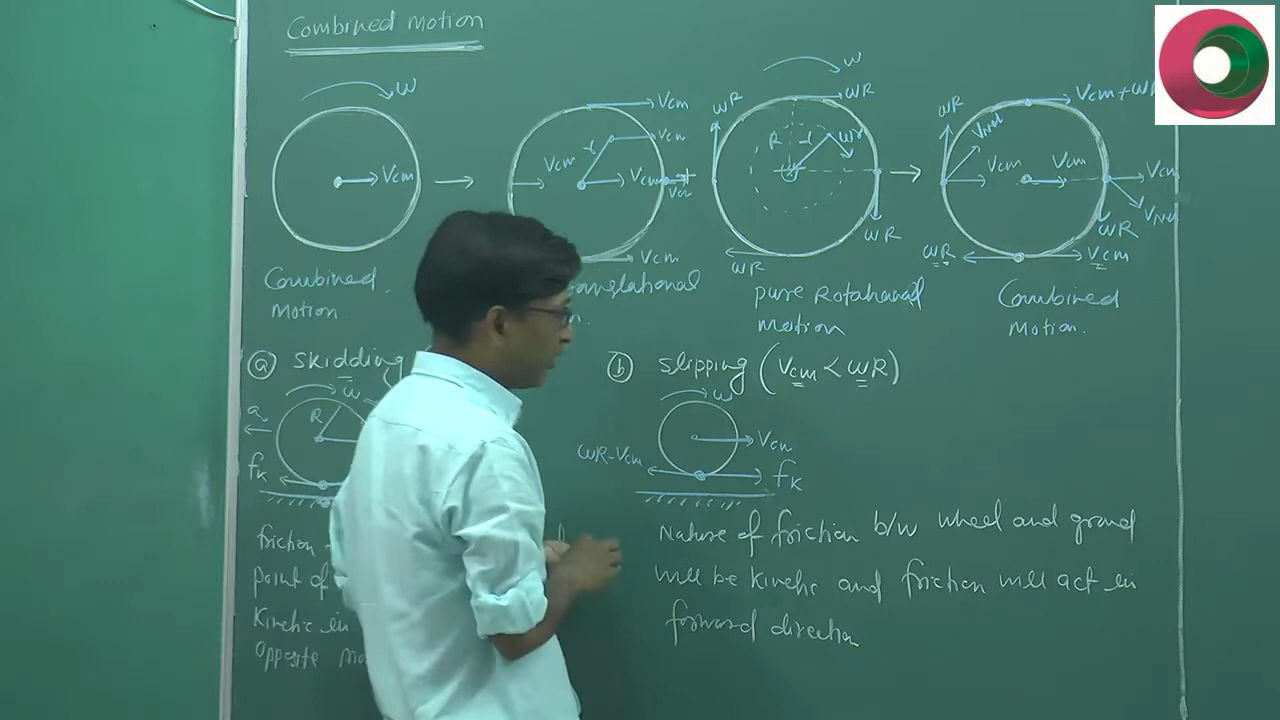 Combined motion
ω
Vcm
Vcm
Vcm
r
Vcm
Vcm
Vcm
Vcm
+
ω
ωR
ωR
R
r
ωr
ωR
ωR
ωR
Vcm + ωR
Vnet
Vcm
Vcm
Vcm
Vnet
ωR
ωR
Vcm
Combined
Motion
Pure Rotational
motion
Combined
Motion.
(a) skidding (
ω
R
a
fk
(b) slipping (Vcm < ωR)
ω
Vcm
ωR-Vcm
fk
friction
point of
Kinetic in
opposite
Nature of friction b/w wheel and ground
will be kinetic and friction will act in
forward direction